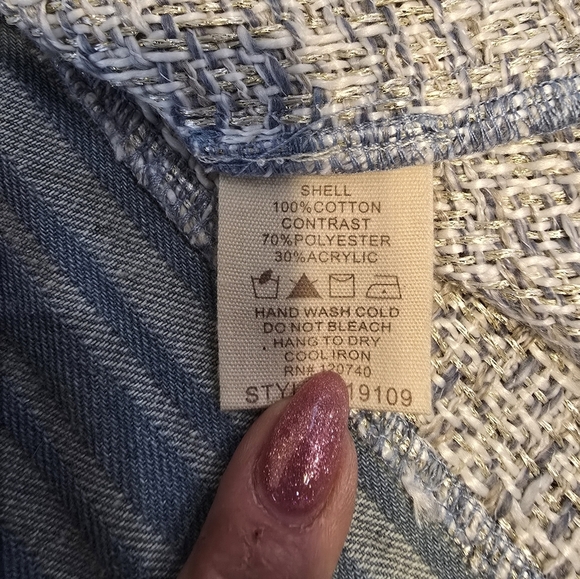 SHELL
100%COTTON
CONTRAST
70%POLYESTER
30%ACRYLIC
HAND WASH COLD
DO NOT BLEACH
HANG TO DRY
COOL IRON
RN# 120740
19109